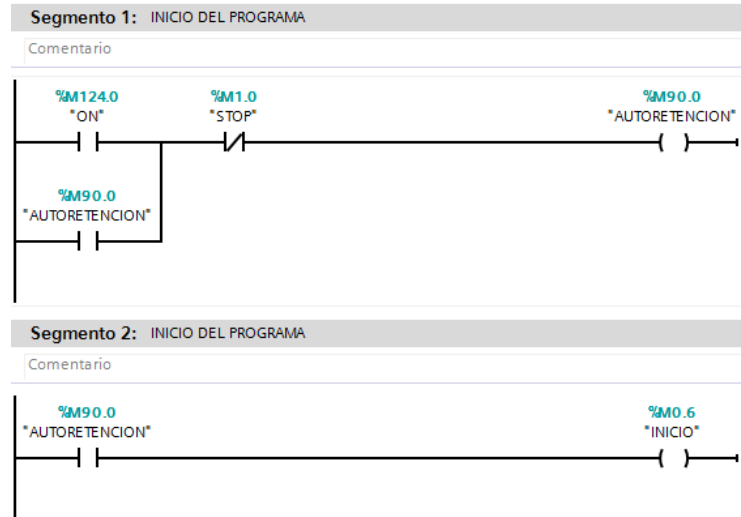 Segmento 1: INICIO DEL PROGRAMA
Comentario
%M124.0 %M1.0 %M90.0
"ON" "STOP" "AUTORETENCION"
%M90.0
"AUTORETENCION"
Segmento 2: INICIO DEL PROGRAMA
Comentario
%M90.0 %M0.6
"AUTORETENCION" "INICIO"